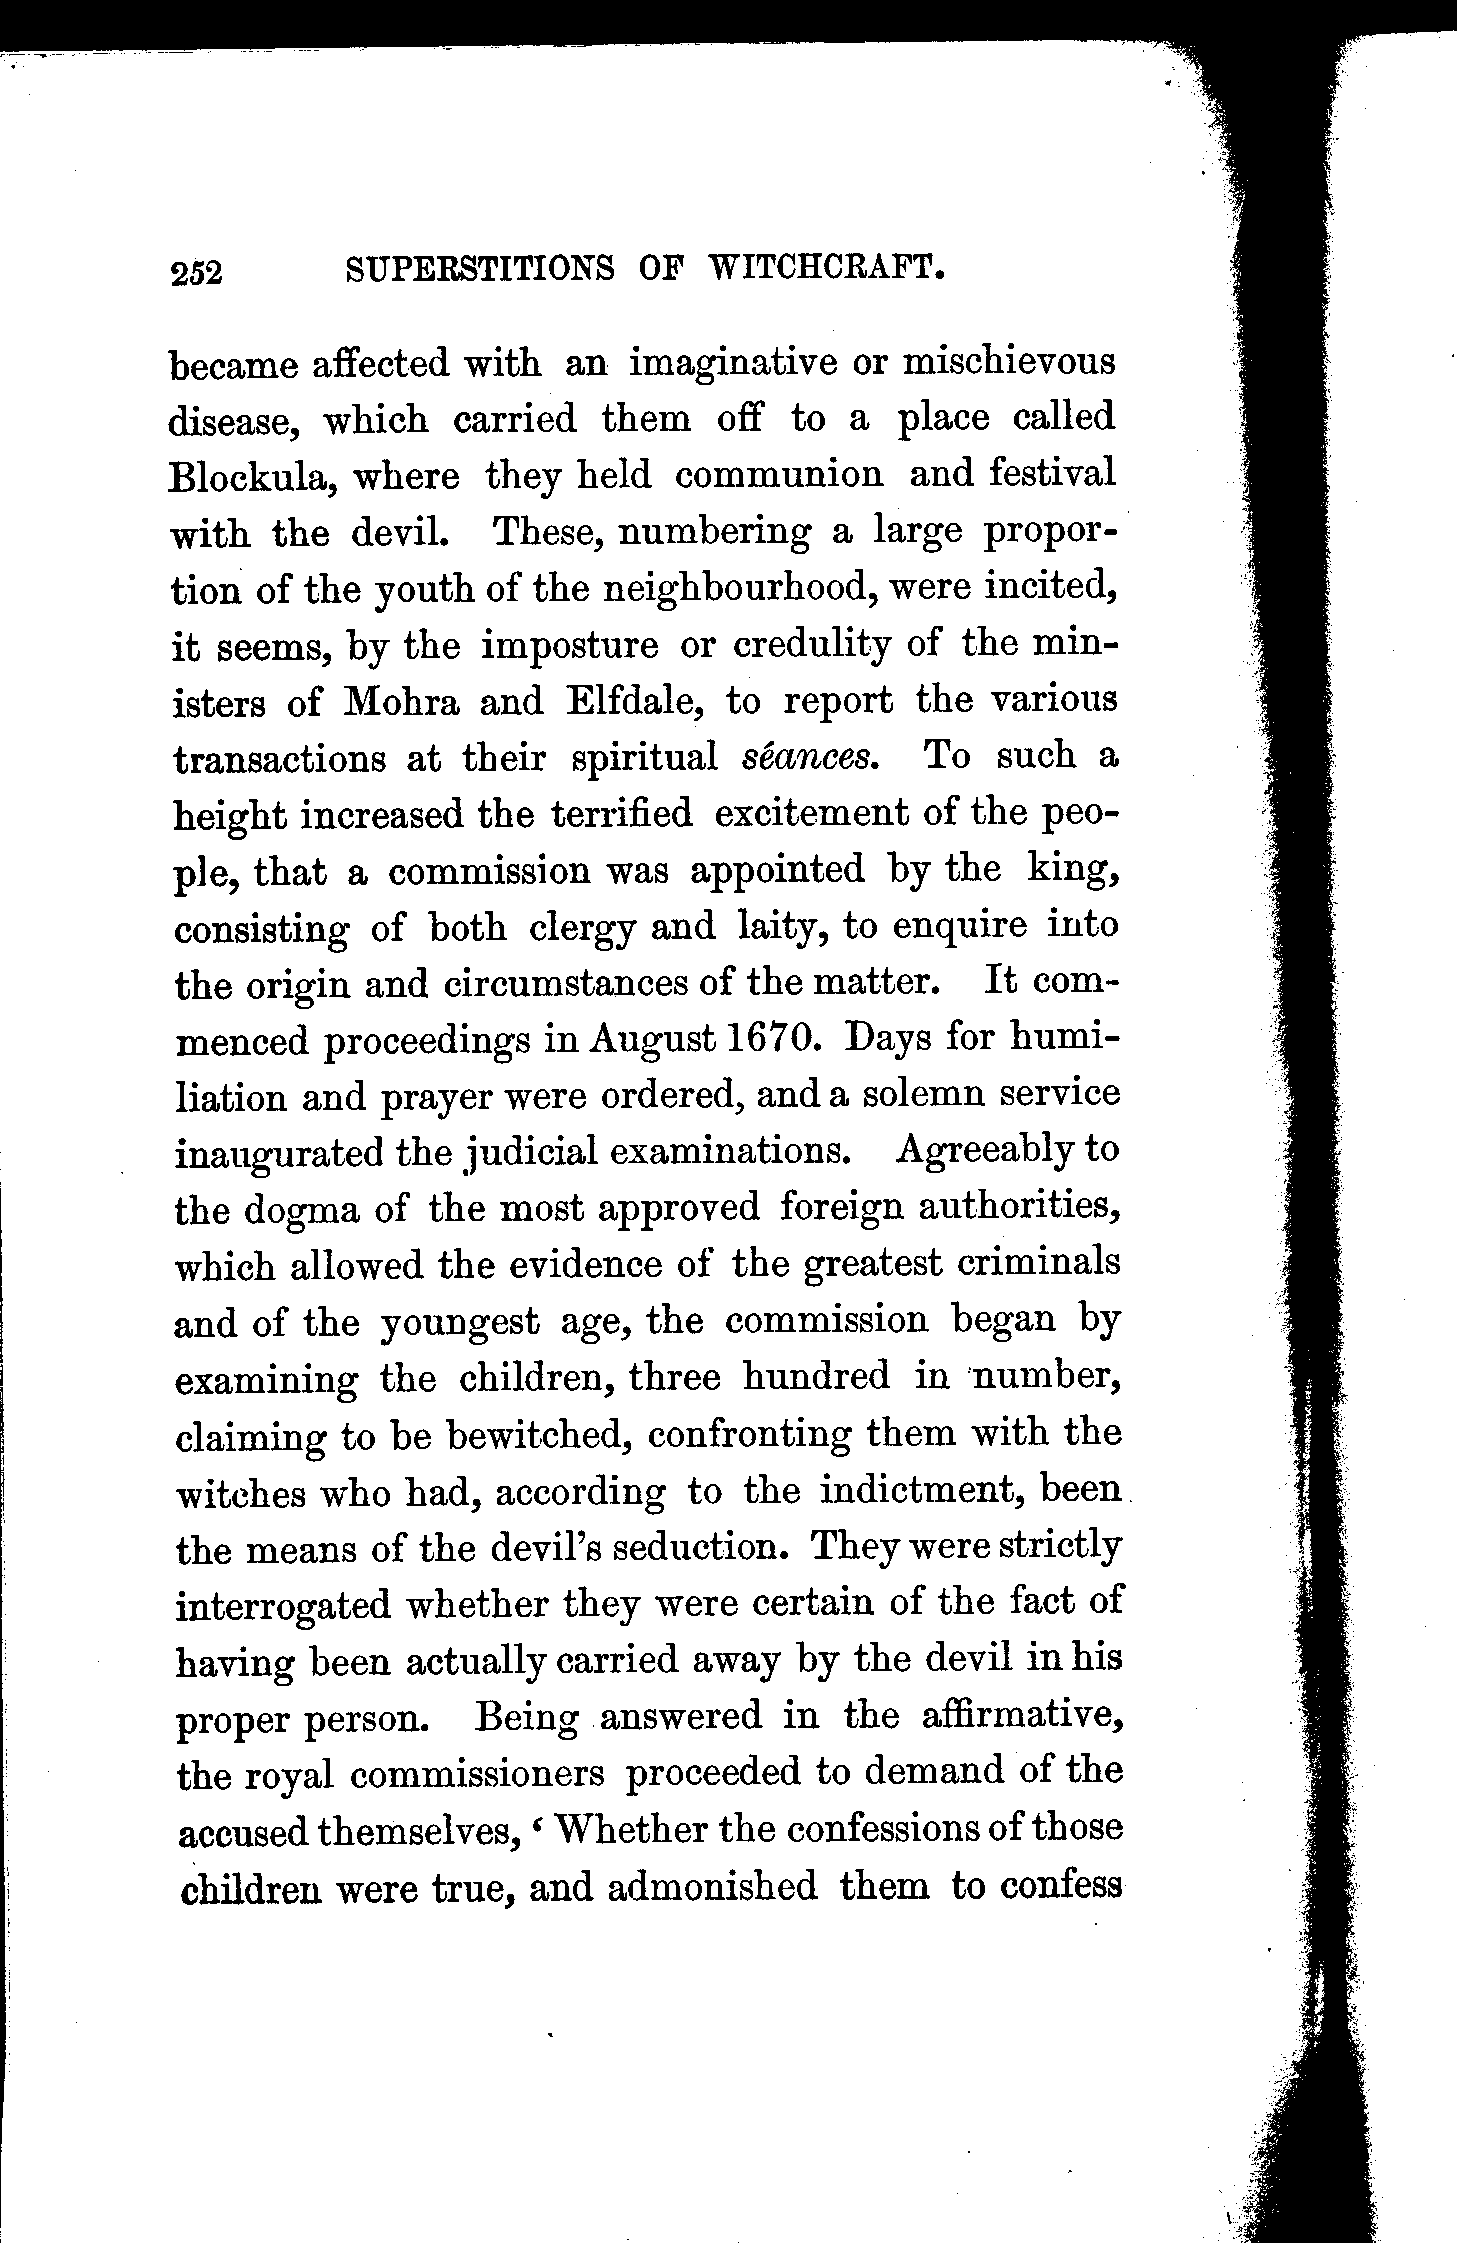 252 SUPERSTITIONS OF WITCHCRAFT.
became affected with an imaginative or mischievous
disease, which carried them off to a place called
Blockula, where they held communion and festival
with the devil. These, numbering a large propor-
tion of the youth of the neighbourhood, were incited,
it seems, by the imposture or credulity of the min-
isters of Mohra and Elfdale, to report the various
transactions at their spiritual séances. To such a
height increased the terrified excitement of the peo-
ple, that a commission was appointed by the king,
consisting of both clergy and laity, to enquire into
the origin and circumstances of the matter. It com-
menced proceedings in August 1670. Days for humi-
liation and prayer were ordered, and a solemn service
inaugurated the judicial examinations. Agreeably to
the dogma of the most approved foreign authorities,
which allowed the evidence of the greatest criminals
and of the youngest age, the commission began by
examining the children, three hundred in number,
claiming to be bewitched, confronting them with the
witches who had, according to the indictment, been
the means of the devil's seduction. They were strictly
interrogated whether they were certain of the fact of
having been actually carried away by the devil in his
proper person. Being answered in the affirmative,
the royal commissioners proceeded to demand of the
accused themselves, ‘ Whether the confessions of those
children were true, and admonished them to confess